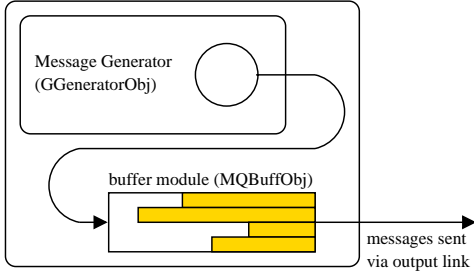 Message Generator
(GGeneratorObj)
buffer module (MQBuffObj)
messages sent
via output link